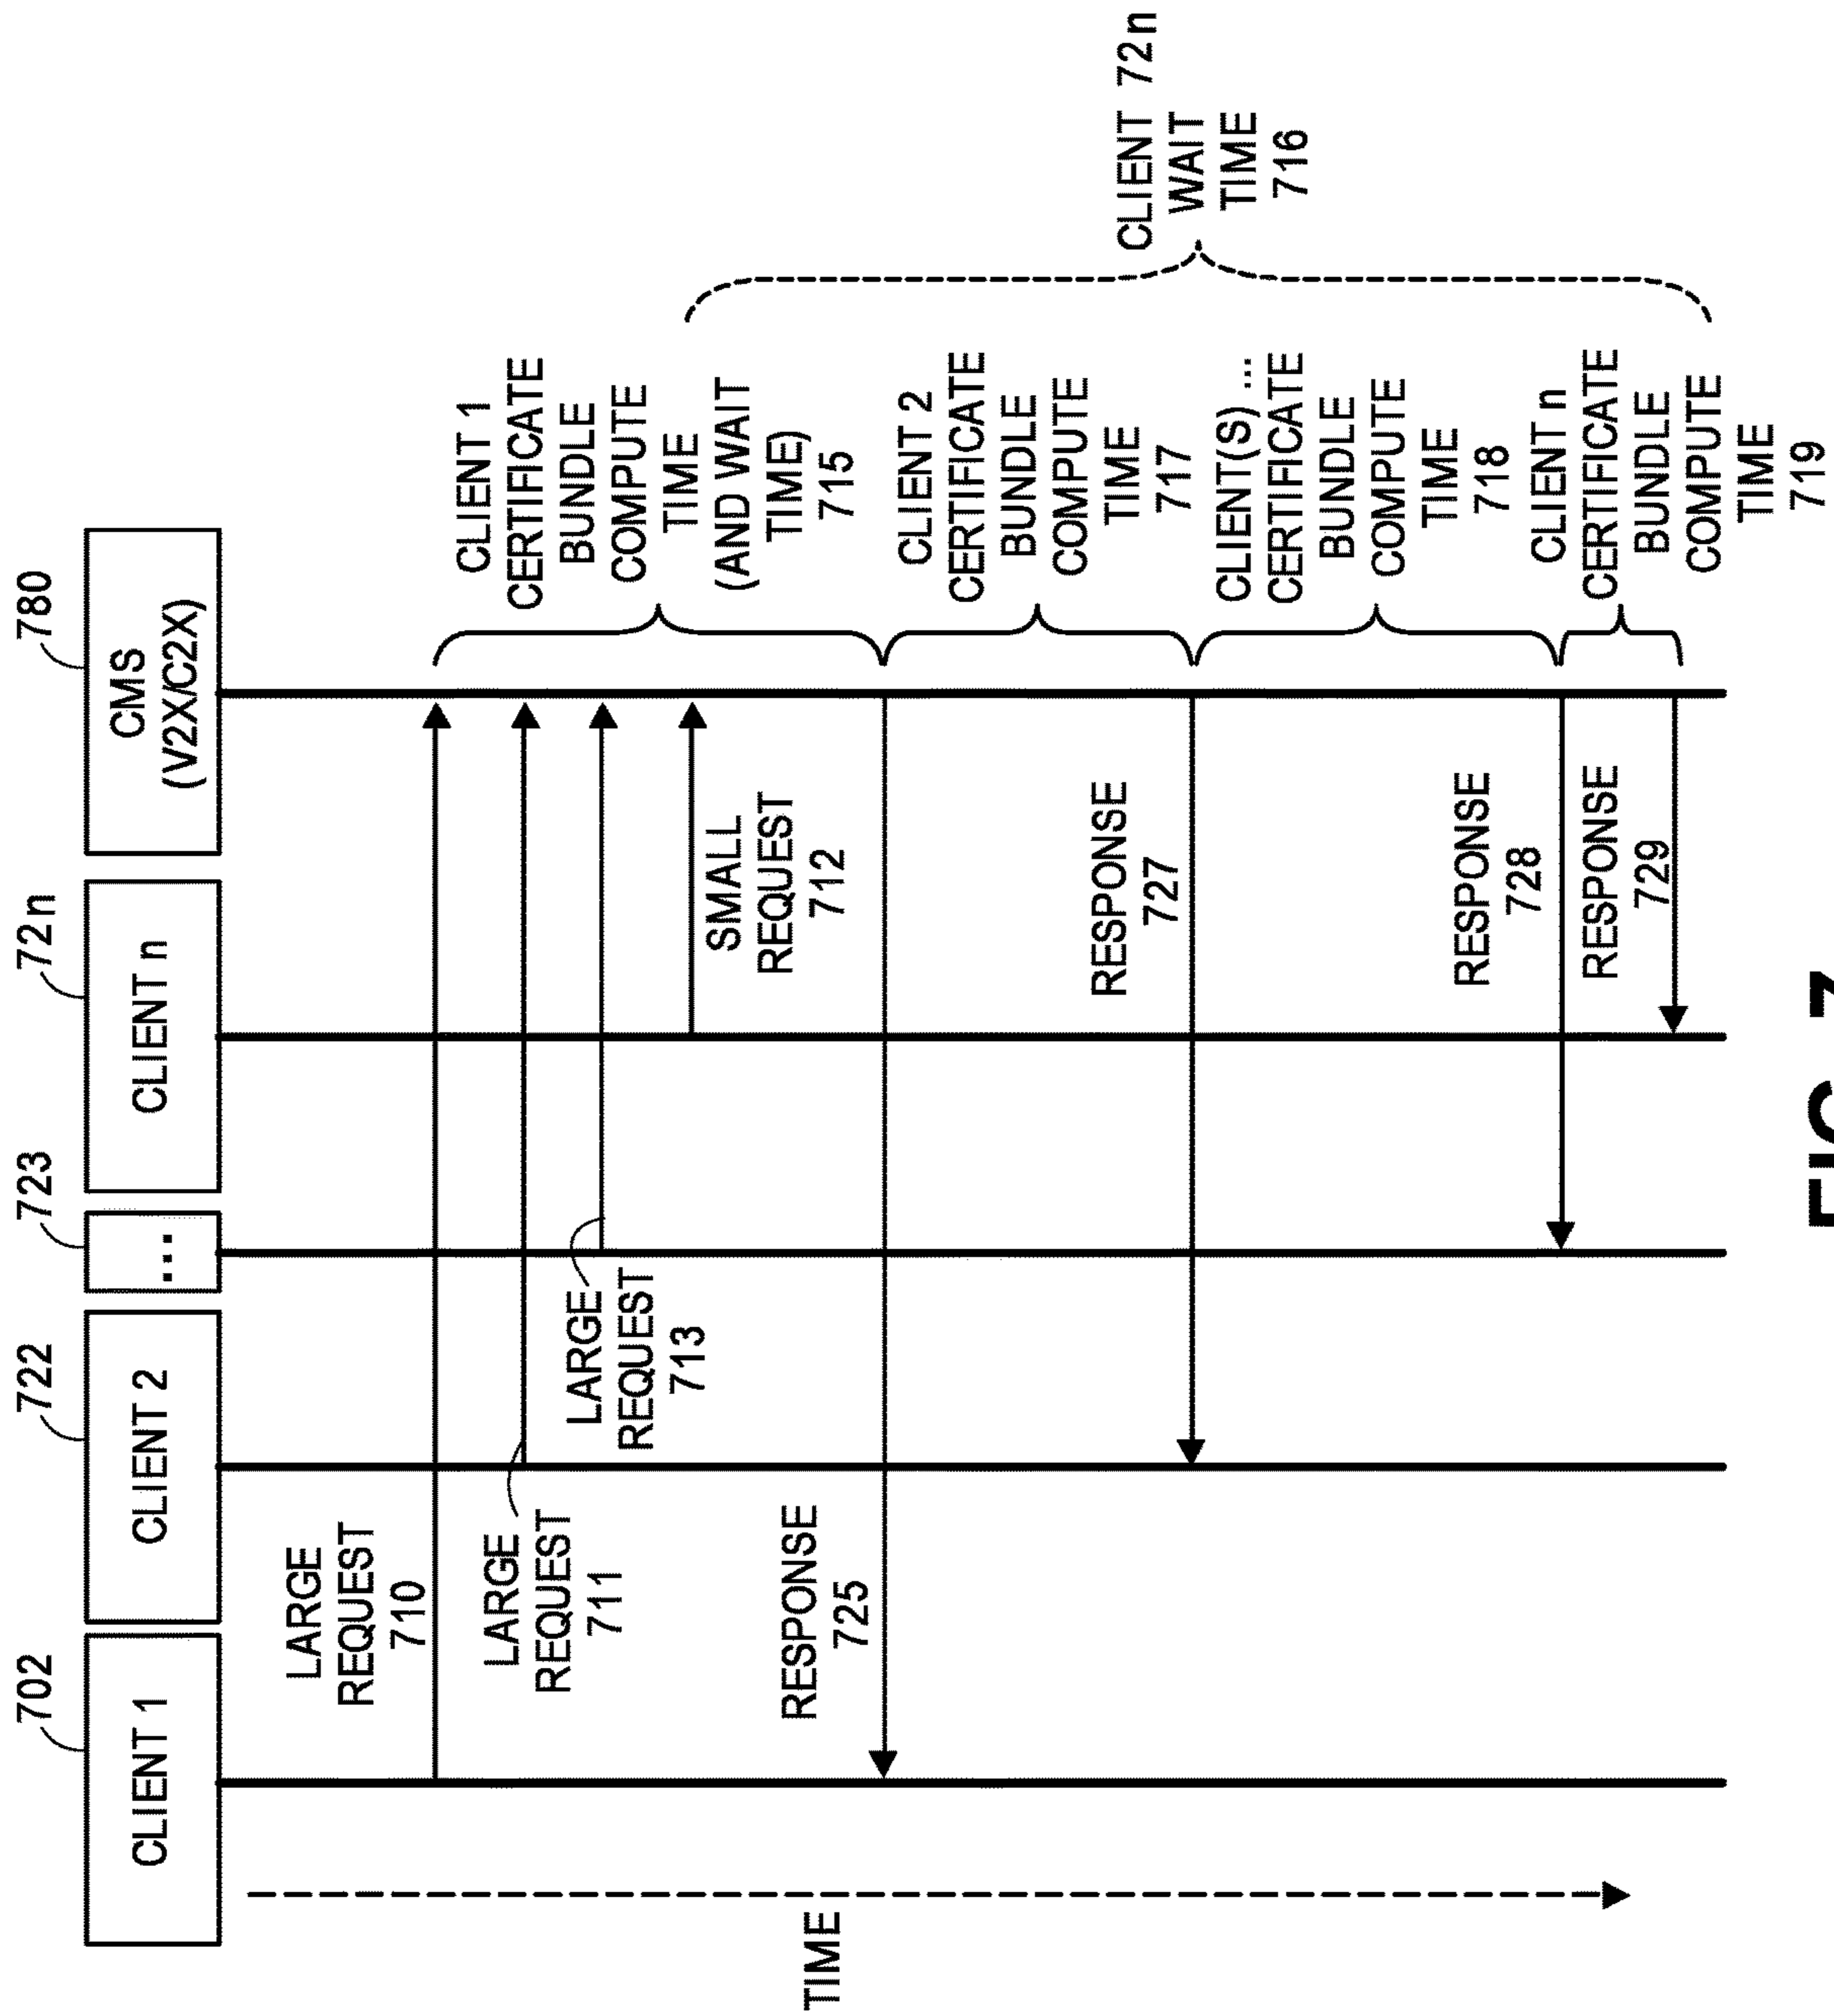 702
722
723
72n
780
CLIENT 1
CLIENT 2
...
CLIENT n
CMS
(V2X/C2X)
TIME
LARGE
REQUEST
710
LARGE
REQUEST
711
LARGE
REQUEST
713
SMALL
REQUEST
712
RESPONSE
725
RESPONSE
727
RESPONSE
728
RESPONSE
729
CLIENT 1
CERTIFICATE
BUNDLE
COMPUTE
TIME
(AND WAIT
TIME)
715
CLIENT 2
CERTIFICATE
BUNDLE
COMPUTE
TIME
717
CLIENT(S) ...
CERTIFICATE
BUNDLE
COMPUTE
TIME
718
CLIENT n
CERTIFICATE
BUNDLE
COMPUTE
TIME
719
CLIENT 72n
WAIT
TIME
716